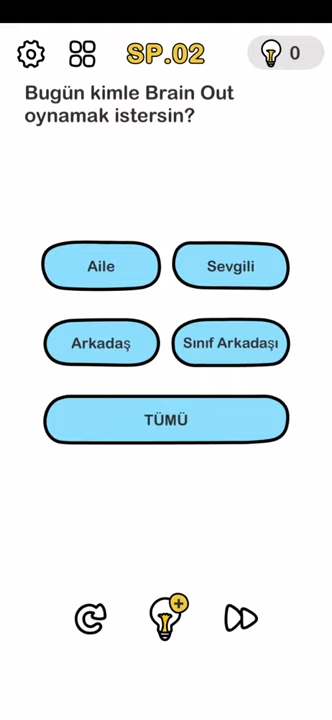 SP.02
0
Bugün kimle Brain Out
oynamak istersin?
Aile
Sevgili
Arkadaş
Sınıf Arkadaşı
TÜMÜ